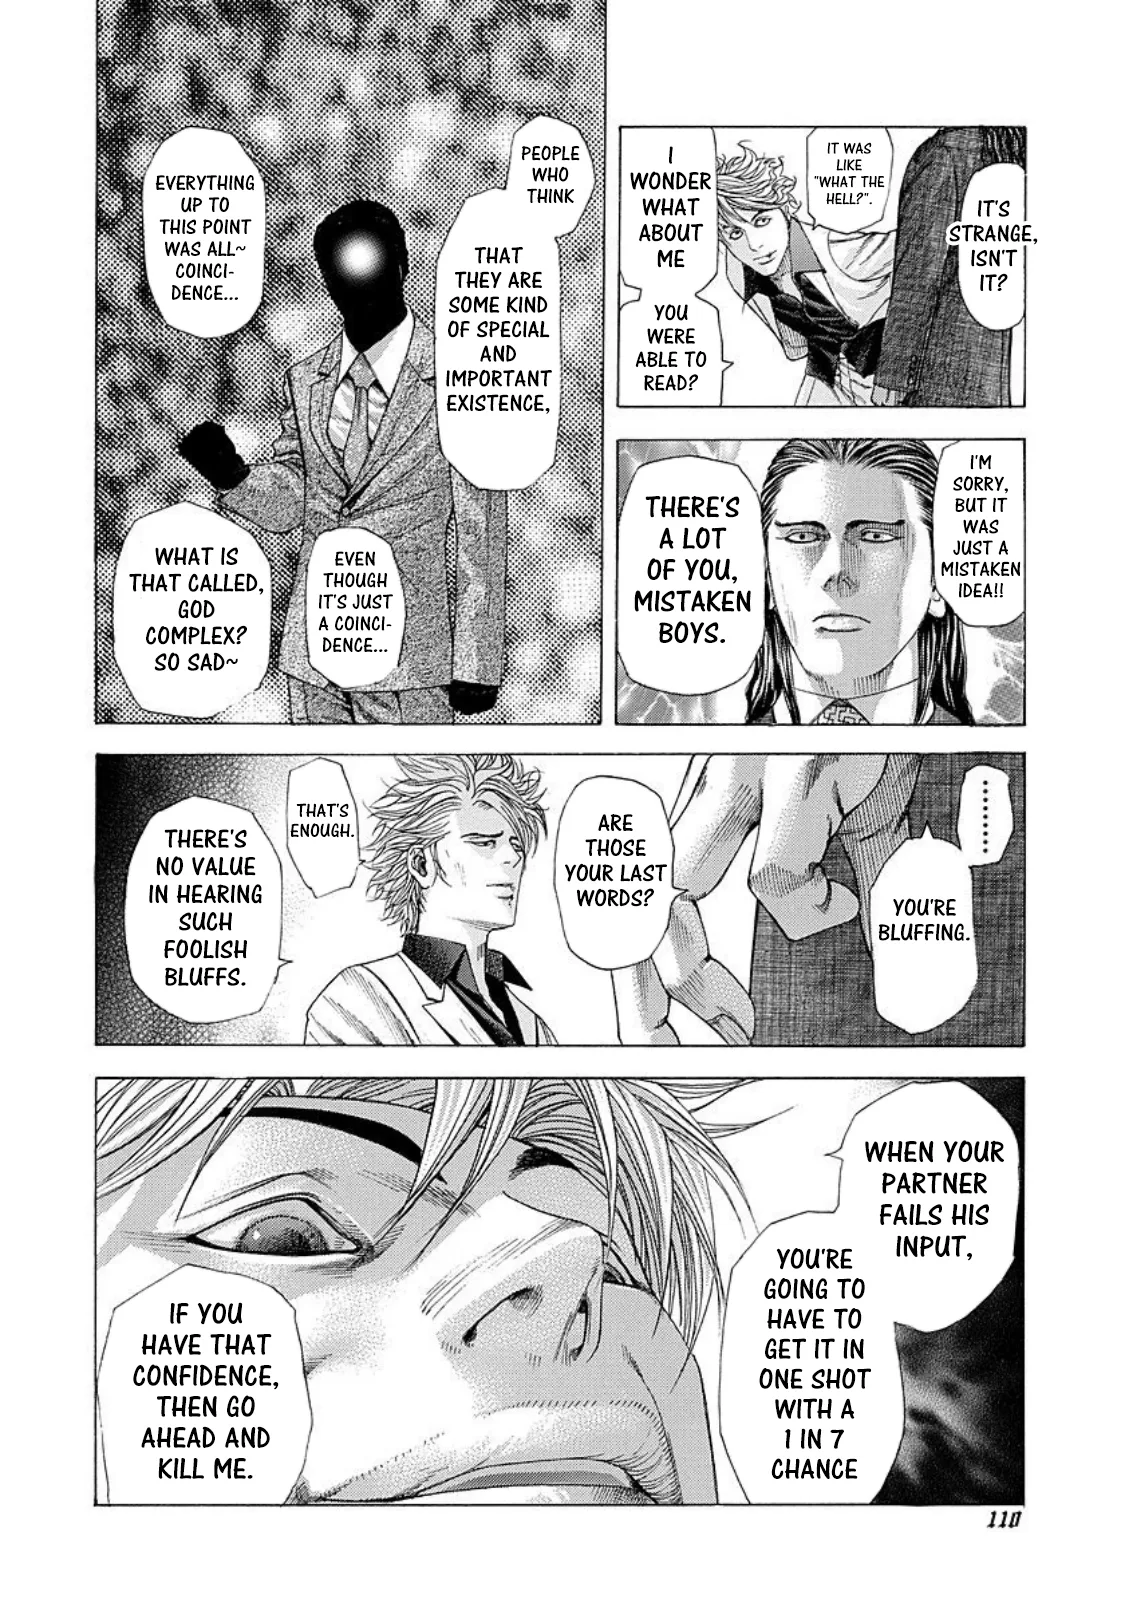 IT'S
STRANGE,
ISN'T
IT?
IT WAS
LIKE
"WHAT THE
HELL?".
I
WONDER
WHAT
ABOUT
ME
YOU
WERE
ABLE TO
READ?
I'M
SORRY,
BUT IT
WAS
JUST A
MISTAKEN
IDEA!!
THERE'S
A LOT
OF YOU,
MISTAKEN
BOYS.
PEOPLE
WHO
THINK
THAT
THEY ARE
SOME KIND
OF SPECIAL
AND
IMPORTANT
EXISTENCE,
EVERYTHING
UP TO
THIS POINT
WAS ALL~
COINCI-
DENCE...
EVEN
THOUGH
IT'S JUST
A COINCI-
DENCE...
WHAT IS
THAT CALLED,
GOD
COMPLEX?
SO SAD~
.........
YOU'RE
BLUFFING.
ARE
THOSE
YOUR LAST
WORDS?
THAT'S
ENOUGH.
THERE'S
NO VALUE
IN HEARING
SUCH
FOOLISH
BLUFFS.
WHEN YOUR
PARTNER
FAILS HIS
INPUT,
YOU'RE
GOING TO
HAVE TO
GET IT IN
ONE SHOT
WITH A
1 IN 7
CHANCE
IF YOU
HAVE THAT
CONFIDENCE,
THEN GO
AHEAD AND
KILL ME.
110